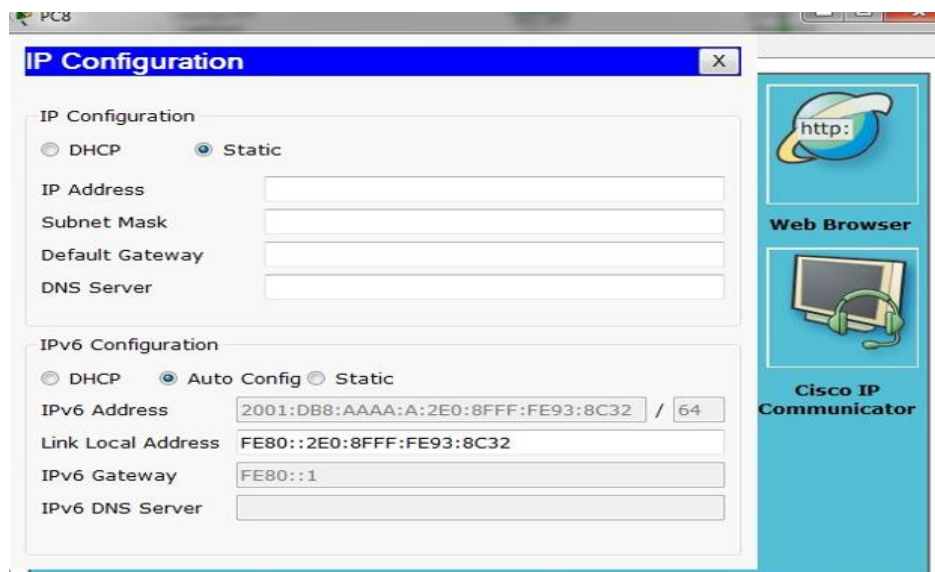 PC8
IP Configuration
X
IP Configuration
DHCP Static
IP Address
Subnet Mask
Default Gateway
DNS Server
IPv6 Configuration
DHCP Auto Config Static
IPv6 Address 2001:DB8:AAAA:A:2E0:8FFF:FE93:8C32 / 64
Link Local Address FE80::2E0:8FFF:FE93:8C32
IPv6 Gateway FE80::1
IPv6 DNS Server
http:
Web Browser
Cisco IP
Communicator